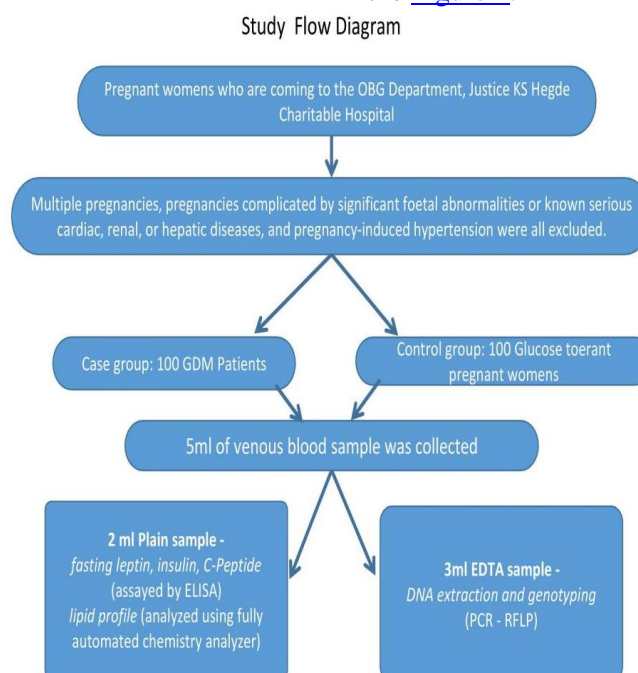 Study Flow Diagram
Pregnant womens who are coming to the OBG Department, Justice KS Hegde
Charitable Hospital
Multiple pregnancies, pregnancies complicated by significant foetal abnormalities or known serious
cardiac, renal, or hepatic diseases, and pregnancy-induced hypertension were all excluded.
Case group: 100 GDM Patients
Control group: 100 Glucose toerant
pregnant womens
5ml of venous blood sample was collected
2 ml Plain sample -
fasting leptin, insulin, C-Peptide
(assayed by ELISA)
lipid profile (analyzed using fully
automated chemistry analyzer)
3ml EDTA sample -
DNA extraction and genotyping
(PCR - RFLP)